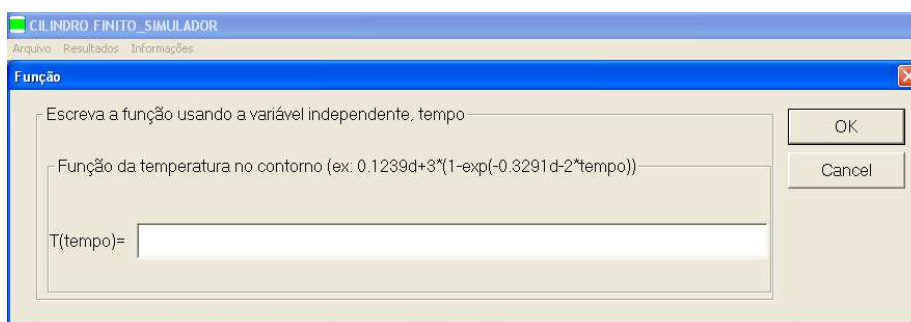 CILINDRO FINITO_SIMULADOR
Arquivo Resultados Informações
Função
Escreva a função usando a variável independente, tempo
OK
Função da temperatura no contorno (ex: 0.1239d+3*(1-exp(-0.3291d-2*tempo))
Cancel
T(tempo)=